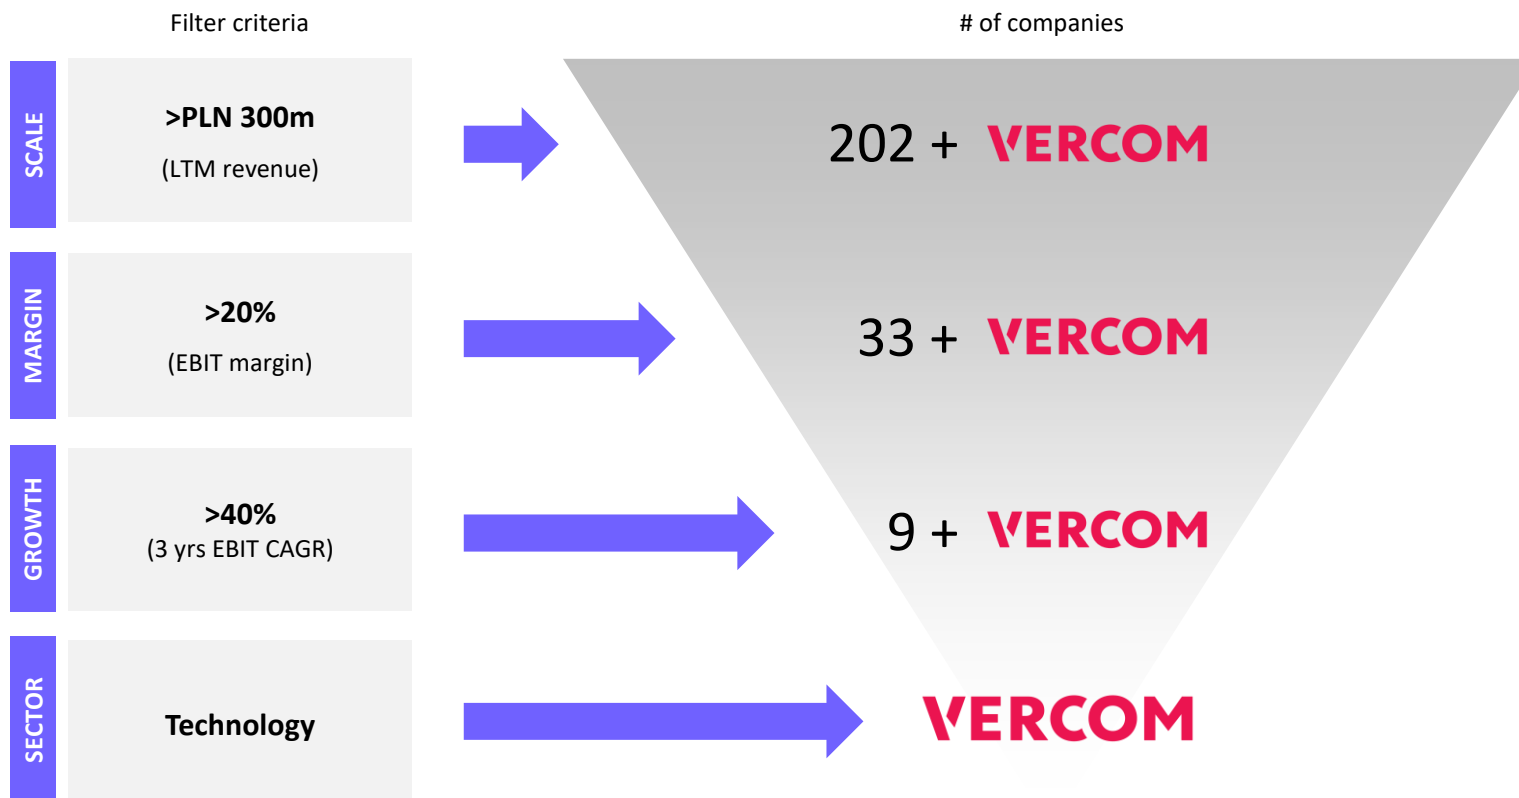 Filter criteria
# of companies
SCALE
>PLN 300m
(LTM revenue)
202 + VERCOM
MARGIN
>20%
(EBIT margin)
33 + VERCOM
GROWTH
>40%
(3 yrs EBIT CAGR)
9 + VERCOM
SECTOR
Technology
VERCOM